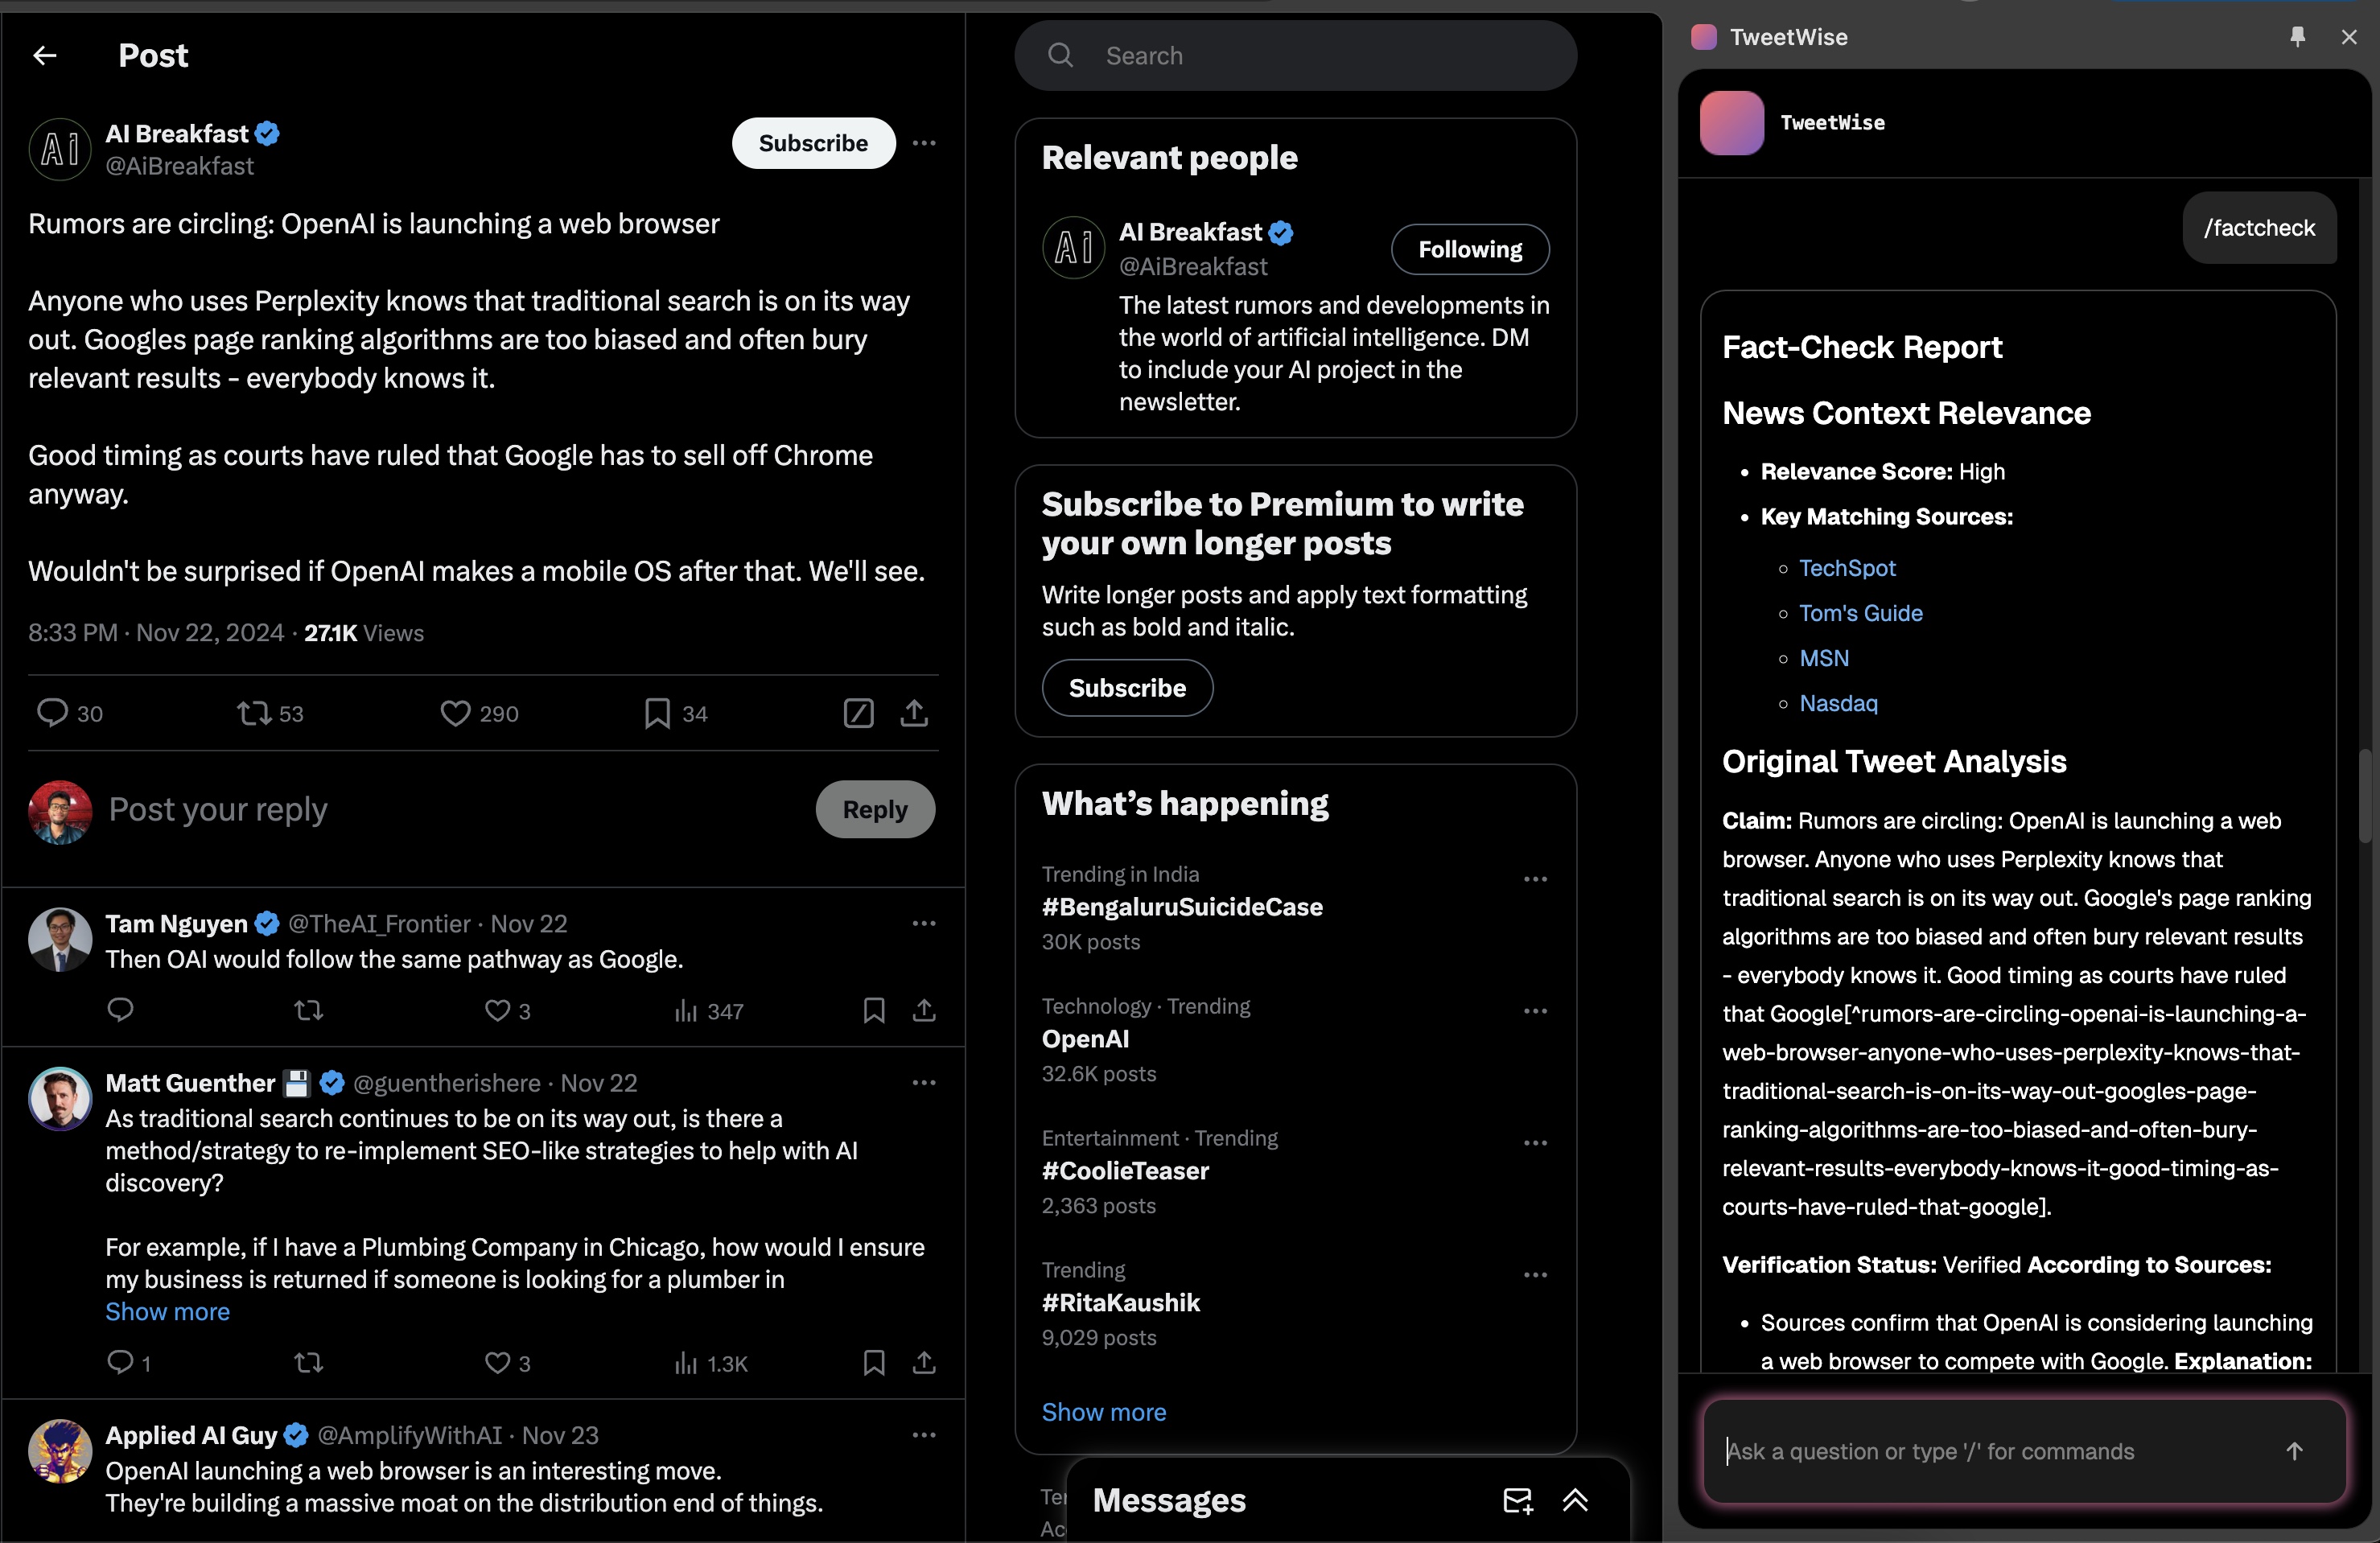 Post
AI Breakfast
@AiBreakfast
Subscribe
Rumors are circling: OpenAI is launching a web browser
Anyone who uses Perplexity knows that traditional search is on its way
out. Googles page ranking algorithms are too biased and often bury
relevant results - everybody knows it.
Good timing as courts have ruled that Google has to sell off Chrome
anyway.
Wouldn't be surprised if OpenAI makes a mobile OS after that. We'll see.
8:33 PM · Nov 22, 2024 · 27.1K Views
30 53 290 34
Post your reply
Reply
Tam Nguyen @TheAI_Frontier · Nov 22
Then OAI would follow the same pathway as Google.
3 347
Matt Guenther @guentherishere · Nov 22
As traditional search continues to be on its way out, is there a
method/strategy to re-implement SEO-like strategies to help with AI
discovery?
For example, if I have a Plumbing Company in Chicago, how would I ensure
my business is returned if someone is looking for a plumber in
Show more
1 3 1.3K
Applied AI Guy @AmplifyWithAI · Nov 23
OpenAI launching a web browser is an interesting move.
They're building a massive moat on the distribution end of things.
Search
Relevant people
AI Breakfast
@AiBreakfast
Following
The latest rumors and developments in
the world of artificial intelligence. DM
to include your AI project in the
newsletter.
Subscribe to Premium to write
your own longer posts
Write longer posts and apply text formatting
such as bold and italic.
Subscribe
What's happening
Trending in India
#BengaluruSuicideCase
30K posts
Technology · Trending
OpenAI
32.6K posts
Entertainment · Trending
#CoolieTeaser
2,363 posts
Trending
#RitaKaushik
9,029 posts
Show more
Messages
TweetWise
TweetWise
/factcheck
Fact-Check Report
News Context Relevance
• Relevance Score: High
• Key Matching Sources:
◦ TechSpot
◦ Tom's Guide
◦ MSN
◦ Nasdaq
Original Tweet Analysis
Claim: Rumors are circling: OpenAI is launching a web
browser. Anyone who uses Perplexity knows that
traditional search is on its way out. Google's page ranking
algorithms are too biased and often bury relevant results
- everybody knows it. Good timing as courts have ruled
that Google[^rumors-are-circling-openai-is-launching-a-
web-browser-anyone-who-uses-perplexity-knows-that-
traditional-search-is-on-its-way-out-googles-page-
ranking-algorithms-are-too-biased-and-often-bury-
relevant-results-everybody-knows-it-good-timing-as-
courts-have-ruled-that-google].
Verification Status: Verified According to Sources:
• Sources confirm that OpenAI is considering launching
a web browser to compete with Google. Explanation:
Ask a question or type '/' for commands